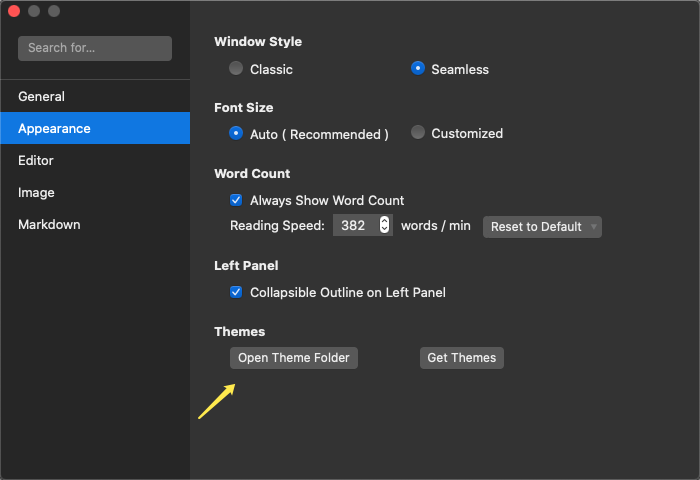 Search for...
General
Appearance
Editor
Image
Markdown
Window Style
Classic Seamless
Font Size
Auto ( Recommended ) Customized
Word Count
Always Show Word Count
Reading Speed: 382 words / min Reset to Default
Left Panel
Collapsible Outline on Left Panel
Themes
Open Theme Folder Get Themes